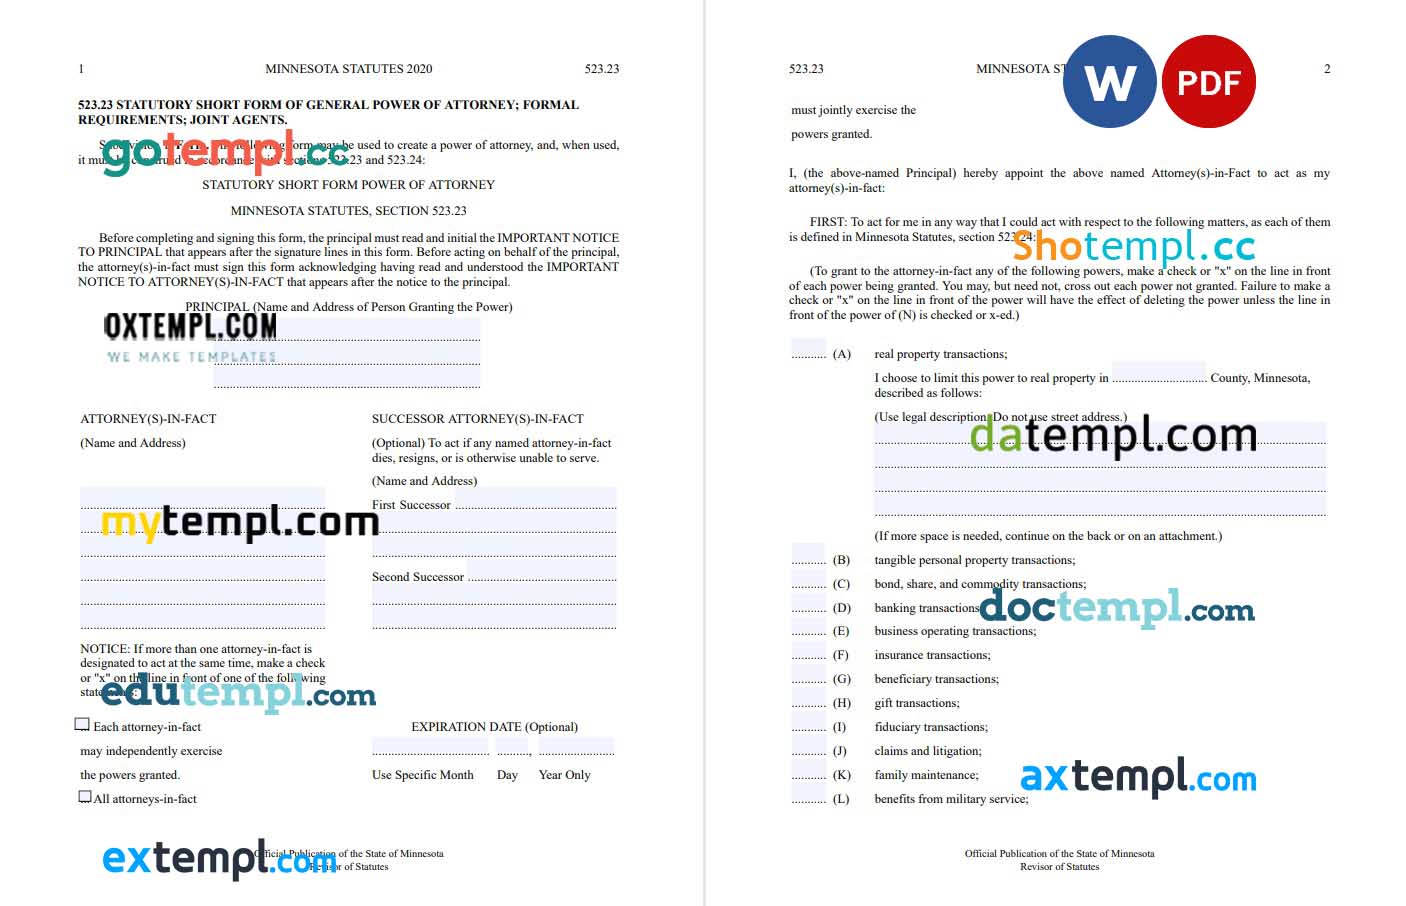 1 MINNESOTA STATUTES 2020 523.23
523.23 STATUTORY SHORT FORM OF GENERAL POWER OF ATTORNEY; FORMAL
REQUIREMENTS; JOINT AGENTS.
form may be used to create a power of attorney, and, when used,
it must be construed in accordance with sections 523.23 and 523.24:
gotempl.cc
STATUTORY SHORT FORM POWER OF ATTORNEY
MINNESOTA STATUTES, SECTION 523.23
Before completing and signing this form, the principal must read and initial the IMPORTANT NOTICE
TO PRINCIPAL that appears after the signature lines in this form. Before acting on behalf of the principal,
the attorney(s)-in-fact must sign this form acknowledging having read and understood the IMPORTANT
NOTICE TO ATTORNEY(S)-IN-FACT that appears after the notice to the principal.
PRINCIPAL (Name and Address of Person Granting the Power)
OXTEMPL.COM
WE MAKE TEMPLATES
ATTORNEY(S)-IN-FACT
(Name and Address)
SUCCESSOR ATTORNEY(S)-IN-FACT
(Optional) To act if any named attorney-in-fact
dies, resigns, or is otherwise unable to serve.
(Name and Address)
First Successor
Second Successor
mytempl.com
NOTICE: If more than one attorney-in-fact is
designated to act at the same time, make a check
or "x" on the line in front of one of the following
statements:
edutempl.com
Each attorney-in-fact
may independently exercise
the powers granted.
All attorneys-in-fact
EXPIRATION DATE (Optional)
Use Specific Month Day Year Only
extempl.com
Official Publication of the State of Minnesota
Revisor of Statutes
523.23 MINNESOTA ST 2
W PDF
must jointly exercise the
powers granted.
I, (the above-named Principal) hereby appoint the above named Attorney(s)-in-Fact to act as my
attorney(s)-in-fact:
FIRST: To act for me in any way that I could act with respect to the following matters, as each of them
is defined in Minnesota Statutes, section 523.24:
Shotempl.cc
(To grant to the attorney-in-fact any of the following powers, make a check or "x" on the line in front
of each power being granted. You may, but need not, cross out each power not granted. Failure to make a
check or "x" on the line in front of the power will have the effect of deleting the power unless the line in
front of the power of (N) is checked or x-ed.)
(A) real property transactions;
I choose to limit this power to real property in County, Minnesota,
described as follows:
(Use legal description. Do not use street address.)
datempl.com
(If more space is needed, continue on the back or on an attachment.)
(B) tangible personal property transactions;
(C) bond, share, and commodity transactions;
(D) banking transactions
doctempl.com
(E) business operating transactions;
(F) insurance transactions;
(G) beneficiary transactions;
(H) gift transactions;
(I) fiduciary transactions;
(J) claims and litigation;
(K) family maintenance;
axtempl.com
(L) benefits from military service;
Official Publication of the State of Minnesota
Revisor of Statutes